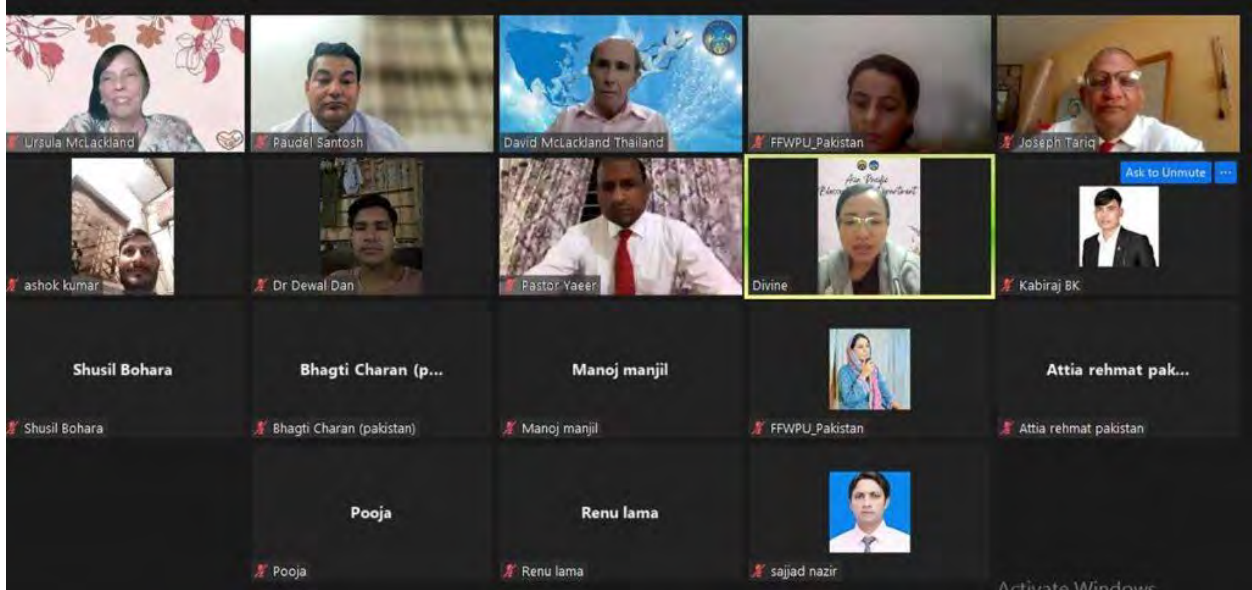 Ursula McLackland
Paudel Santosh
David McLackland Thailand
FFWPU_Pakistan
Joseph Tariq
Asia Pacific
Ask to Unmute
ashok kumar
Dr Dewal Dan
Pastor Yaeer
Divine
Kabiraj BK
Shusil Bohara
Bhagti Charan (p...
Manoj manjil
Attia rehmat pak...
Shusil Bohara
Bhagti Charan (pakistan)
Manoj manjil
FFWPU_Pakistan
Attia rehmat pakistan
Pooja
Renu lama
Pooja
Renu lama
sajjad nazir
Activate Windows